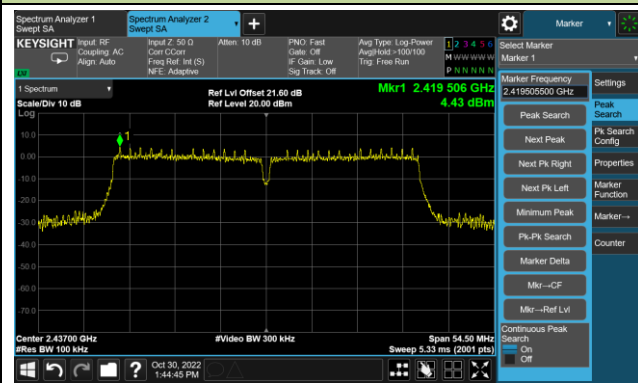 Spectrum Analyzer 1
Swept SA
Spectrum Analyzer 2
Swept SA
Marker
KEYSIGHT
Input: RF
Coupling: AC
Align: Auto
Input Z: 50 Ω
Corr CCorr
Freq Ref: Int (S)
NFE: Adaptive
Atten: 10 dB
PNO: Fast
Gate: Off
IF Gain: Low
Sig Track: Off
Avg Type: Log-Power
Avg|Hold >100/100
Trig: Free Run
1 2 3 4 5 6
M W W W W W
P N N N N N
Select Marker
Marker 1
1 Spectrum
Scale/Div 10 dB
Log
Ref Lvl Offset 21.60 dB
Ref Level 20.00 dBm
Mkr1 2.419 506 GHz
4.43 dBm
Marker Frequency
2.419505500 GHz
Settings
Peak Search
Peak Search
Next Peak
Pk Search Config
Next Pk Right
Properties
Next Pk Left
Marker Function
Minimum Peak
Marker→
Pk-Pk Search
Counter
Marker Delta
Mkr→CF
Mkr→Ref Lvl
Continuous Peak Search
On
Off
1
10.0
0.00
-10.0
-20.0
-30.0
-40.0
-50.0
-60.0
-70.0
Center 2.43700 GHz
#Res BW 100 kHz
#Video BW 300 kHz
Span 54.50 MHz
Sweep 5.33 ms (2001 pts)
Oct 30, 2022
1:44:45 PM